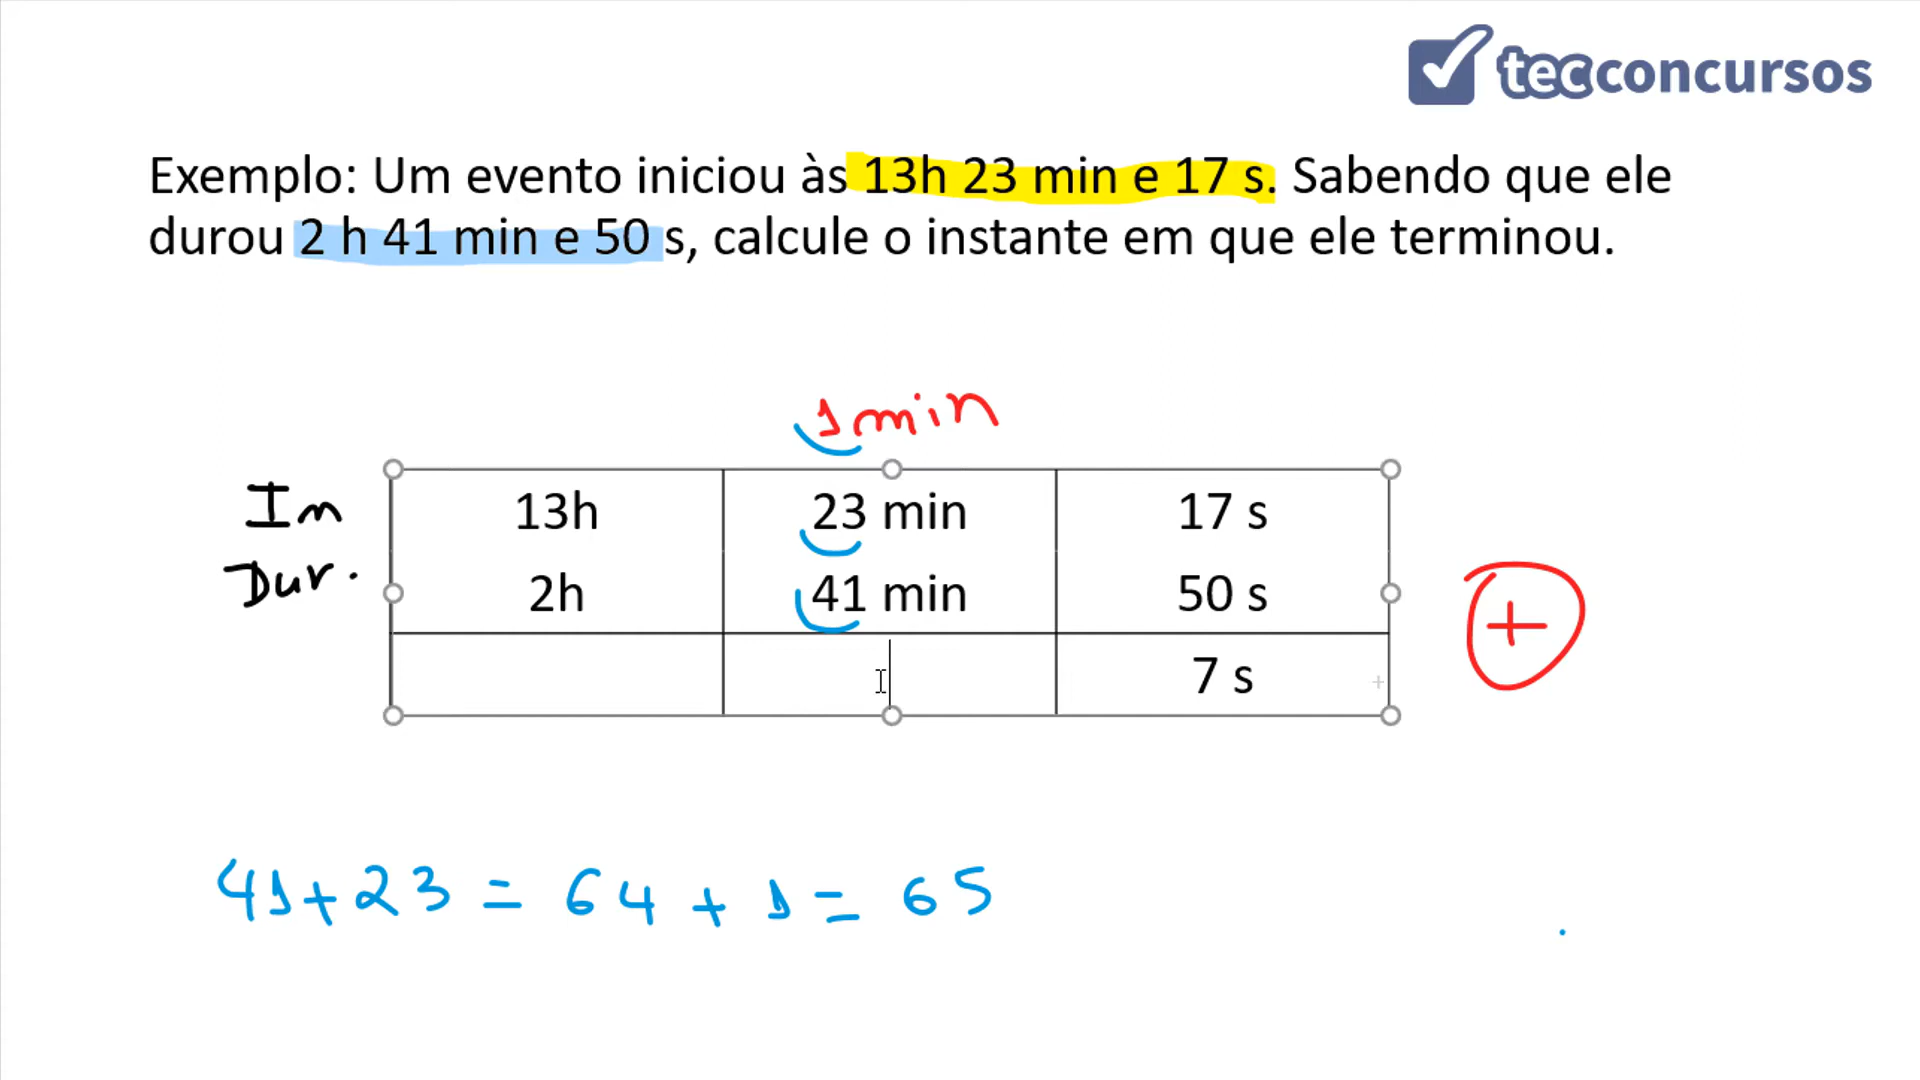 tecconcursos
Exemplo: Um evento iniciou às 13h 23 min e 17 s. Sabendo que ele
durou 2 h 41 min e 50 s, calcule o instante em que ele terminou.
1 min
In 13h 23 min 17 s
Dur. 2h 41 min 50 s
+
7 s
41+23 = 64 + 1 = 65